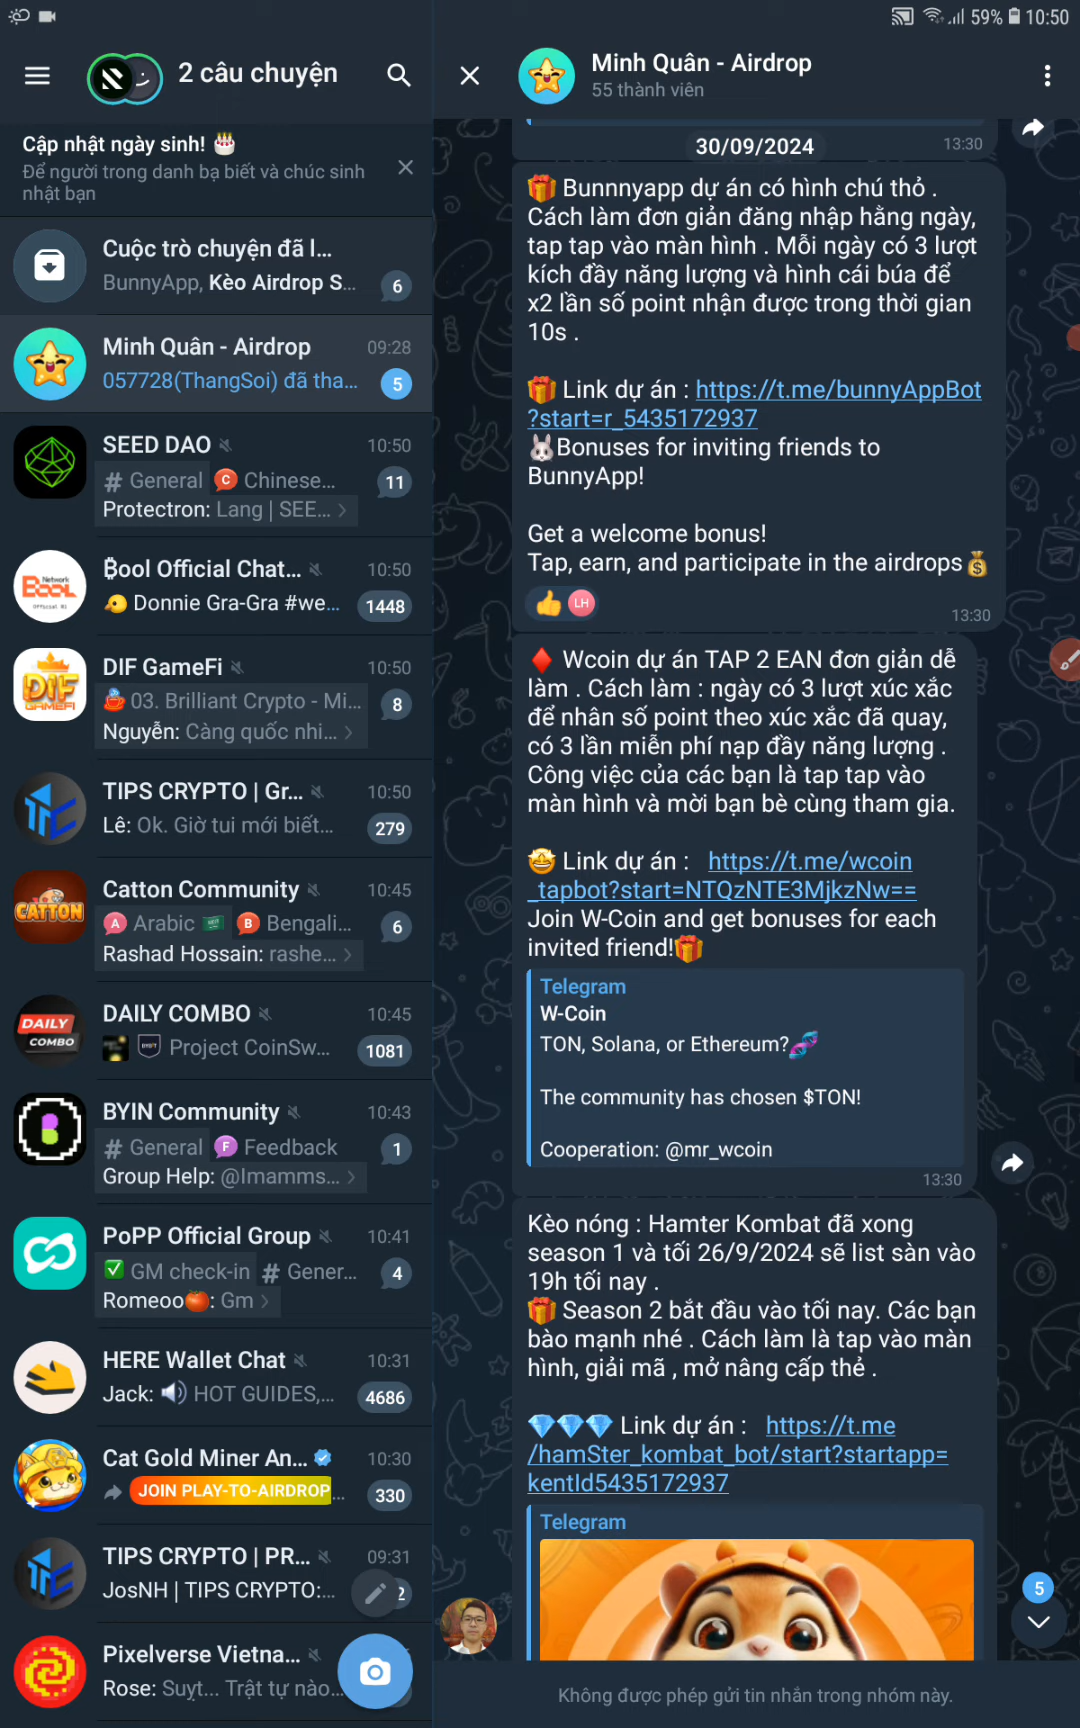 59% 10:50
2 câu chuyện
Cập nhật ngày sinh! 🎂
Để người trong danh bạ biết và chúc sinh
nhật bạn
Cuộc trò chuyện đã l...
BunnyApp, Kèo Airdrop S... 6
Minh Quân - Airdrop 09:28
057728(ThangSoi) đã tha... 5
SEED DAO 10:50
# General C Chinese... 11
Protectron: Lang | SEE... >
Network
BOOL
Official Bi
₿ool Official Chat... 10:50
Donnie Gra-Gra #we... 1448
DIF
GAMEFI
DIF GameFi 10:50
03. Brilliant Crypto - Mi... 8
Nguyễn: Càng quốc nhi... >
TIPS CRYPTO | Gr... 10:50
Lê: Ok. Giờ tui mới biết... 279
CATTON
Catton Community 10:45
A Arabic B Bengali... 6
Rashad Hossain: rashe... >
DAILY
COMBO
DAILY COMBO 10:45
Project CoinSw... 1081
B
BYIN Community 10:43
# General F Feedback 1
Group Help: @Imamms... >
PoPP Official Group 10:41
✅ GM check-in # Gener... 4
Romeoo🍅: Gm >
HERE Wallet Chat 10:31
Jack: 🔊 HOT GUIDES,... 4686
Cat Gold Miner An... 10:30
JOIN PLAY-TO-AIRDROP... 330
TIPS CRYPTO | PR... 09:31
JosNH | TIPS CRYPTO:... 2
Pixelverse Vietna...
Rose: Suỵt... Trật tự nào...
Minh Quân - Airdrop
55 thành viên
13:30
30/09/2024
🎁 Bunnnyapp dự án có hình chú thỏ .
Cách làm đơn giản đăng nhập hằng ngày,
tap tap vào màn hình . Mỗi ngày có 3 lượt
kích đầy năng lượng và hình cái búa để
x2 lần số point nhận được trong thời gian
10s .
🎁 Link dự án : https://t.me/bunnyAppBot
?start=r_5435172937
🐰Bonuses for inviting friends to
BunnyApp!
Get a welcome bonus!
Tap, earn, and participate in the airdrops💰
👍 LH 13:30
♦️ Wcoin dự án TAP 2 EAN đơn giản dễ
làm . Cách làm : ngày có 3 lượt xúc xắc
để nhân số point theo xúc xắc đã quay,
có 3 lần miễn phí nạp đầy năng lượng .
Công việc của các bạn là tap tap vào
màn hình và mời bạn bè cùng tham gia.
🤩 Link dự án : https://t.me/wcoin
_tapbot?start=NTQzNTE3MjkzNw==
Join W-Coin and get bonuses for each
invited friend!🎁
Telegram
W-Coin
TON, Solana, or Ethereum?🧬
The community has chosen $TON!
Cooperation: @mr_wcoin
13:30
Kèo nóng : Hamter Kombat đã xong
season 1 và tối 26/9/2024 sẽ list sàn vào
19h tối nay .
🎁 Season 2 bắt đầu vào tối nay. Các bạn
bào mạnh nhé . Cách làm là tap vào màn
hình, giải mã , mở nâng cấp thẻ .
💎💎💎 Link dự án : https://t.me
/hamSter_kombat_bot/start?startapp=
kentId5435172937
Telegram
5
Không được phép gửi tin nhắn trong nhóm này.